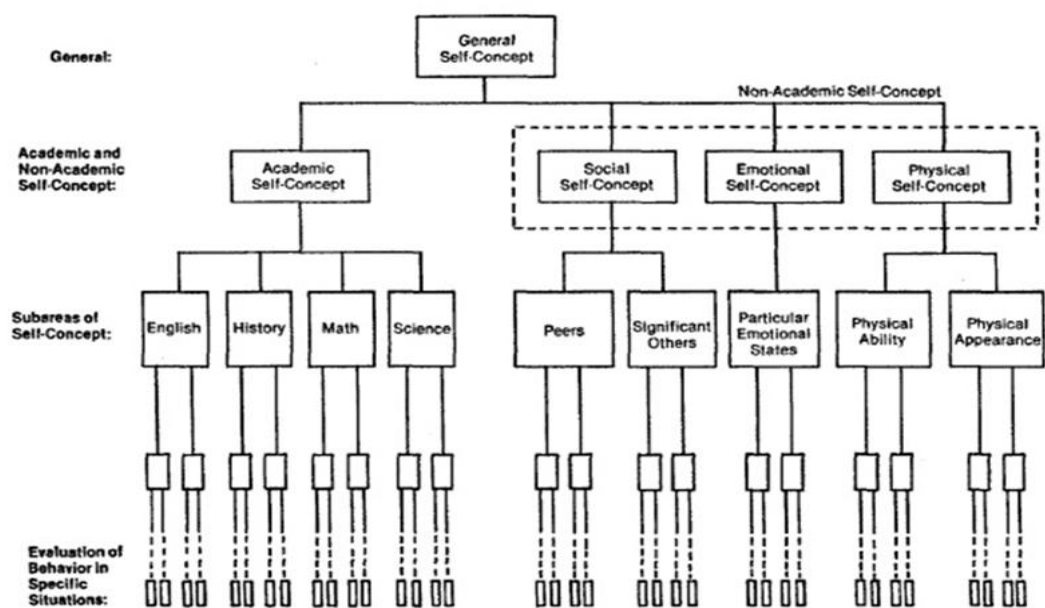 General:
General
Self-Concept
Non-Academic Self-Concept
Academic and
Non-Academic
Self-Concept:
Academic
Self-Concept
Social
Self-Concept
Emotional
Self-Concept
Physical
Self-Concept
Subareas of
Self-Concept:
English
History
Math
Science
Peers
Significant
Others
Particular
Emotional
States
Physical
Ability
Physical
Appearance
Evaluation of
Behavior in
Specific
Situations: